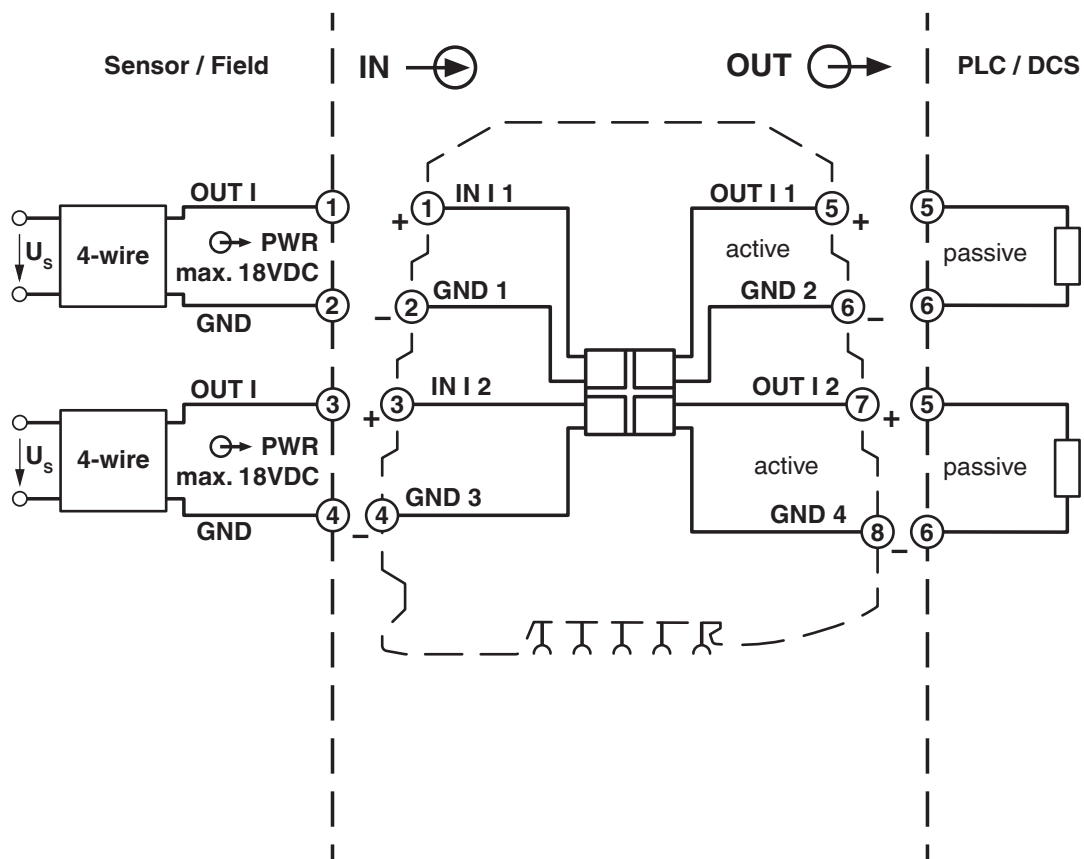 Sensor / Field
IN
OUT
PLC / DCS
OUT I
1
+
1
IN I 1
OUT I 1
5
+
5
U_S
4-wire
PWR
max. 18VDC
active
passive
2
GND
−
2
GND 1
GND 2
6
−
6
OUT I
3
+
3
IN I 2
OUT I 2
7
+
5
U_S
4-wire
PWR
max. 18VDC
active
passive
GND
4
−
4
GND 3
GND 4
8
−
6